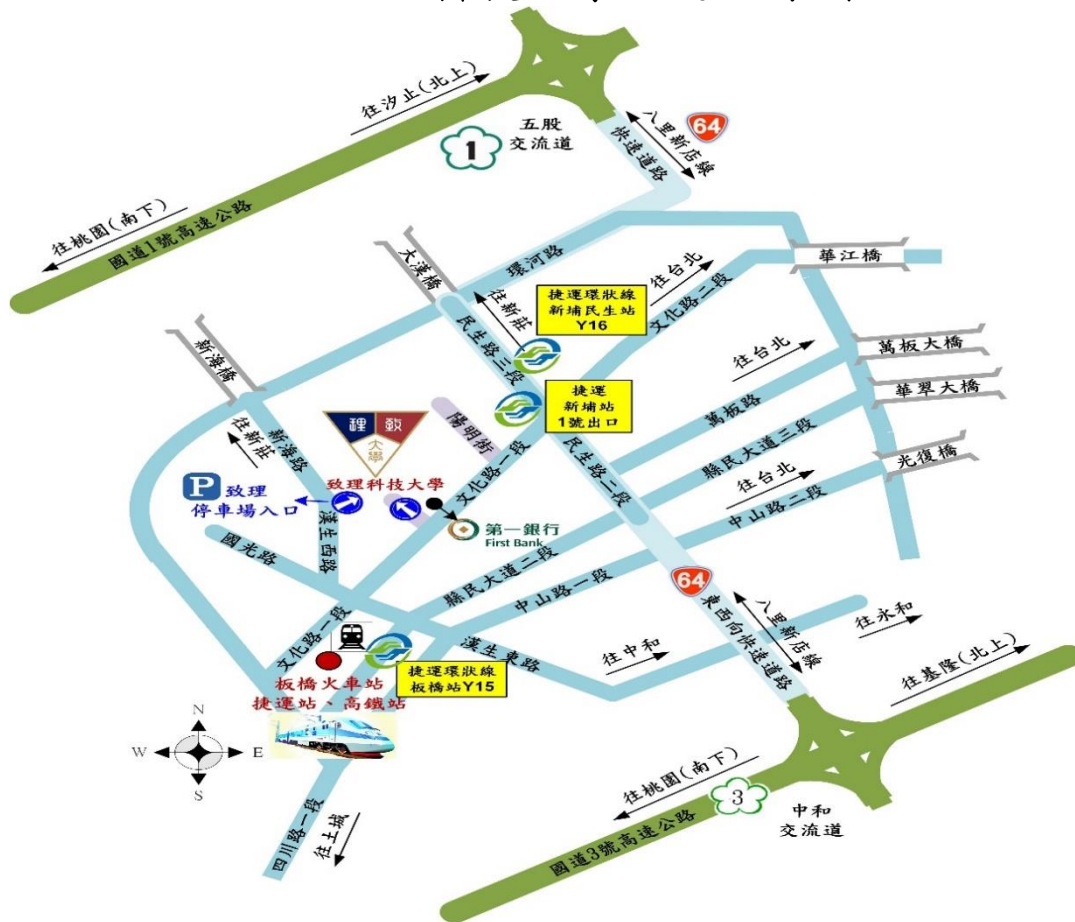 往汐止(北上)
五股
交流道
1
64
八里新店線
快速道路
往桃園(南下)
國道1號高速公路
大漢橋
環河路
往新莊
捷運環狀線
新埔民生站
Y16
往台北
文化路二段
華江橋
民生路三段
新海橋
往台北
萬板大橋
捷運
新埔站
1號出口
華翠大橋
萬板路
陽明街
往新莊
新海路
理
致
大學
文化路一段
民生路二段
縣民大道三段
光復橋
往台北
P
致理
停車場入口
致理科技大學
中山路二段
第一銀行
First Bank
漢生西路
國光路
縣民大道二段
中山路一段
64
東西向快速道路
八里新店線
文化路一段
漢生東路
往中和
往永和
捷運環狀線
板橋站Y15
板橋火車站
捷運站、高鐵站
往基隆(北上)
N
W
E
S
往桃園(南下)
3
中和
交流道
國道3號高速公路
四川路一段
往土城